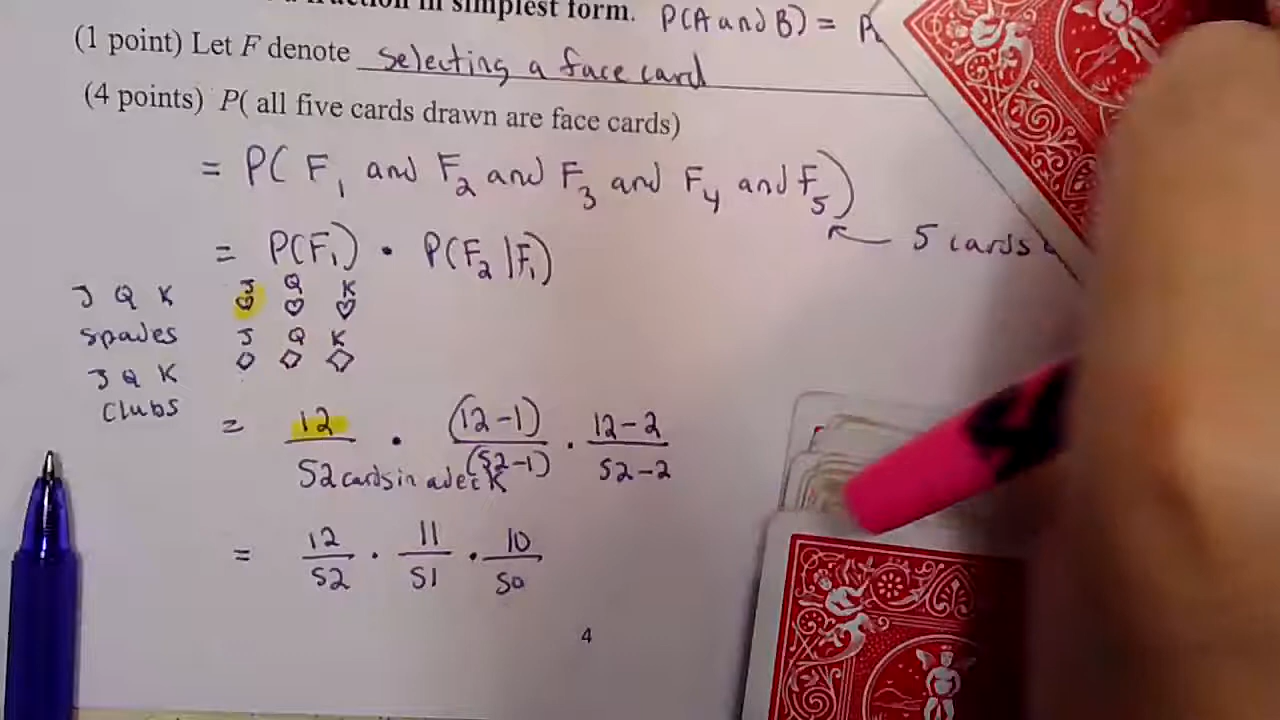 fraction in simplest form. P(A and B) =
(1 point) Let F denote selecting a face card
(4 points) P( all five cards drawn are face cards)
= P( F1 and F2 and F3 and F4 and F5)
= P(F1) · P(F2|F1) 5 cards
J Q K J Q K
spades J Q K
J Q K
clubs
= 12 / 52 cards in a deck · (12-1) / (52-1) · 12-2 / 52-2
= 12/52 · 11/51 · 10/50
4